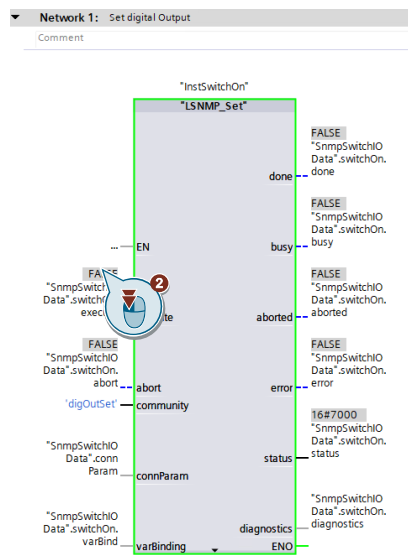 Network 1: Set digital Output
Comment
"InstSwitchOn"
"LSNMP_Set"
FALSE
"SnmpSwitchIO
Data".switchOn.
done
done
FALSE
"SnmpSwitchIO
Data".switchOn.
busy
busy
... EN
FALSE
"SnmpSwitchIO
2
FALSE
"SnmpSwitchIO
Data".switchOn.
aborted
aborted
FALSE
"SnmpSwitchIO
Data".switchOn.
abort
abort
FALSE
"SnmpSwitchIO
Data".switchOn.
error
error
'digOutSet' community
16#7000
"SnmpSwitchIO
Data".switchOn.
status
status
"SnmpSwitchIO
Data".conn
Param
connParam
"SnmpSwitchIO
Data".switchOn.
varBind
varBinding
"SnmpSwitchIO
Data".switchOn.
diagnostics
diagnostics
ENO